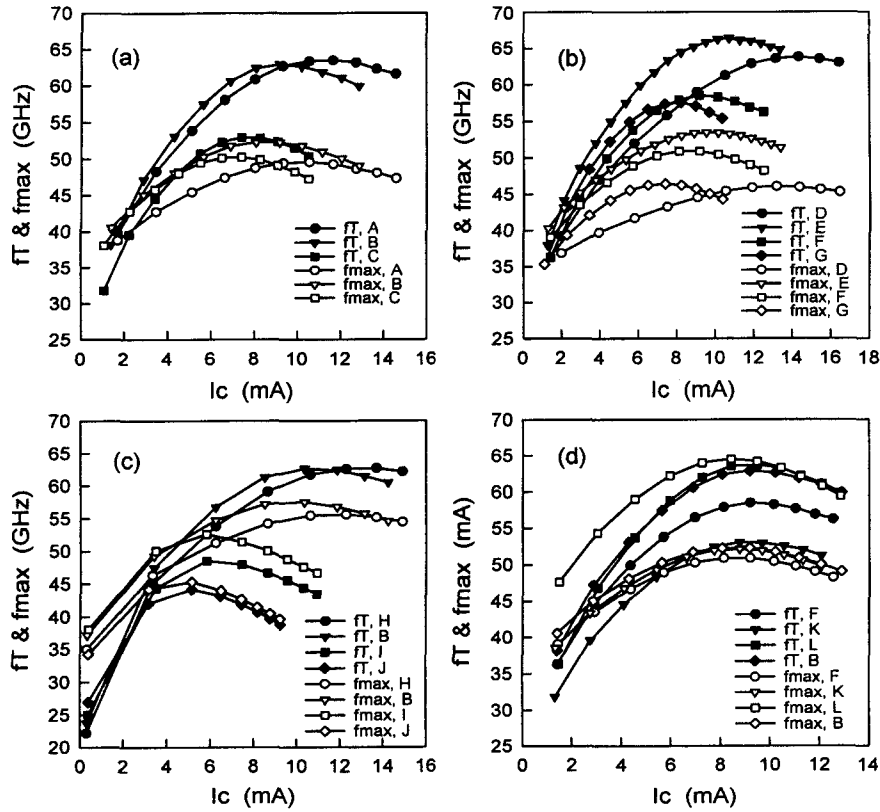 70
65
60
55
50
45
40
35
30
25
fT & fmax (GHz)
(a)
fT, A
fT, B
fT, C
fmax, A
fmax, B
fmax, C
0 2 4 6 8 10 12 14 16
Ic (mA)
70
65
60
55
50
45
40
35
30
25
fT & fmax (GHz)
(b)
fT, D
fT, E
fT, F
fT, G
fmax, D
fmax, E
fmax, F
fmax, G
0 2 4 6 8 10 12 14 16
Ic (mA)
70
65
60
55
50
45
40
35
30
25
20
fT & fmax (GHz)
(c)
fT, H
fT, B
fT, I
fT, J
fmax, H
fmax, B
fmax, I
fmax, J
0 2 4 6 8 10 12 14 16
Ic (mA)
70
65
60
55
50
45
40
35
30
25
fT & fmax (mA)
(d)
fT, F
fT, K
fT, L
fT, B
fmax, F
fmax, K
fmax, L
fmax, B
0 2 4 6 8 10 12 14
Ic (mA)